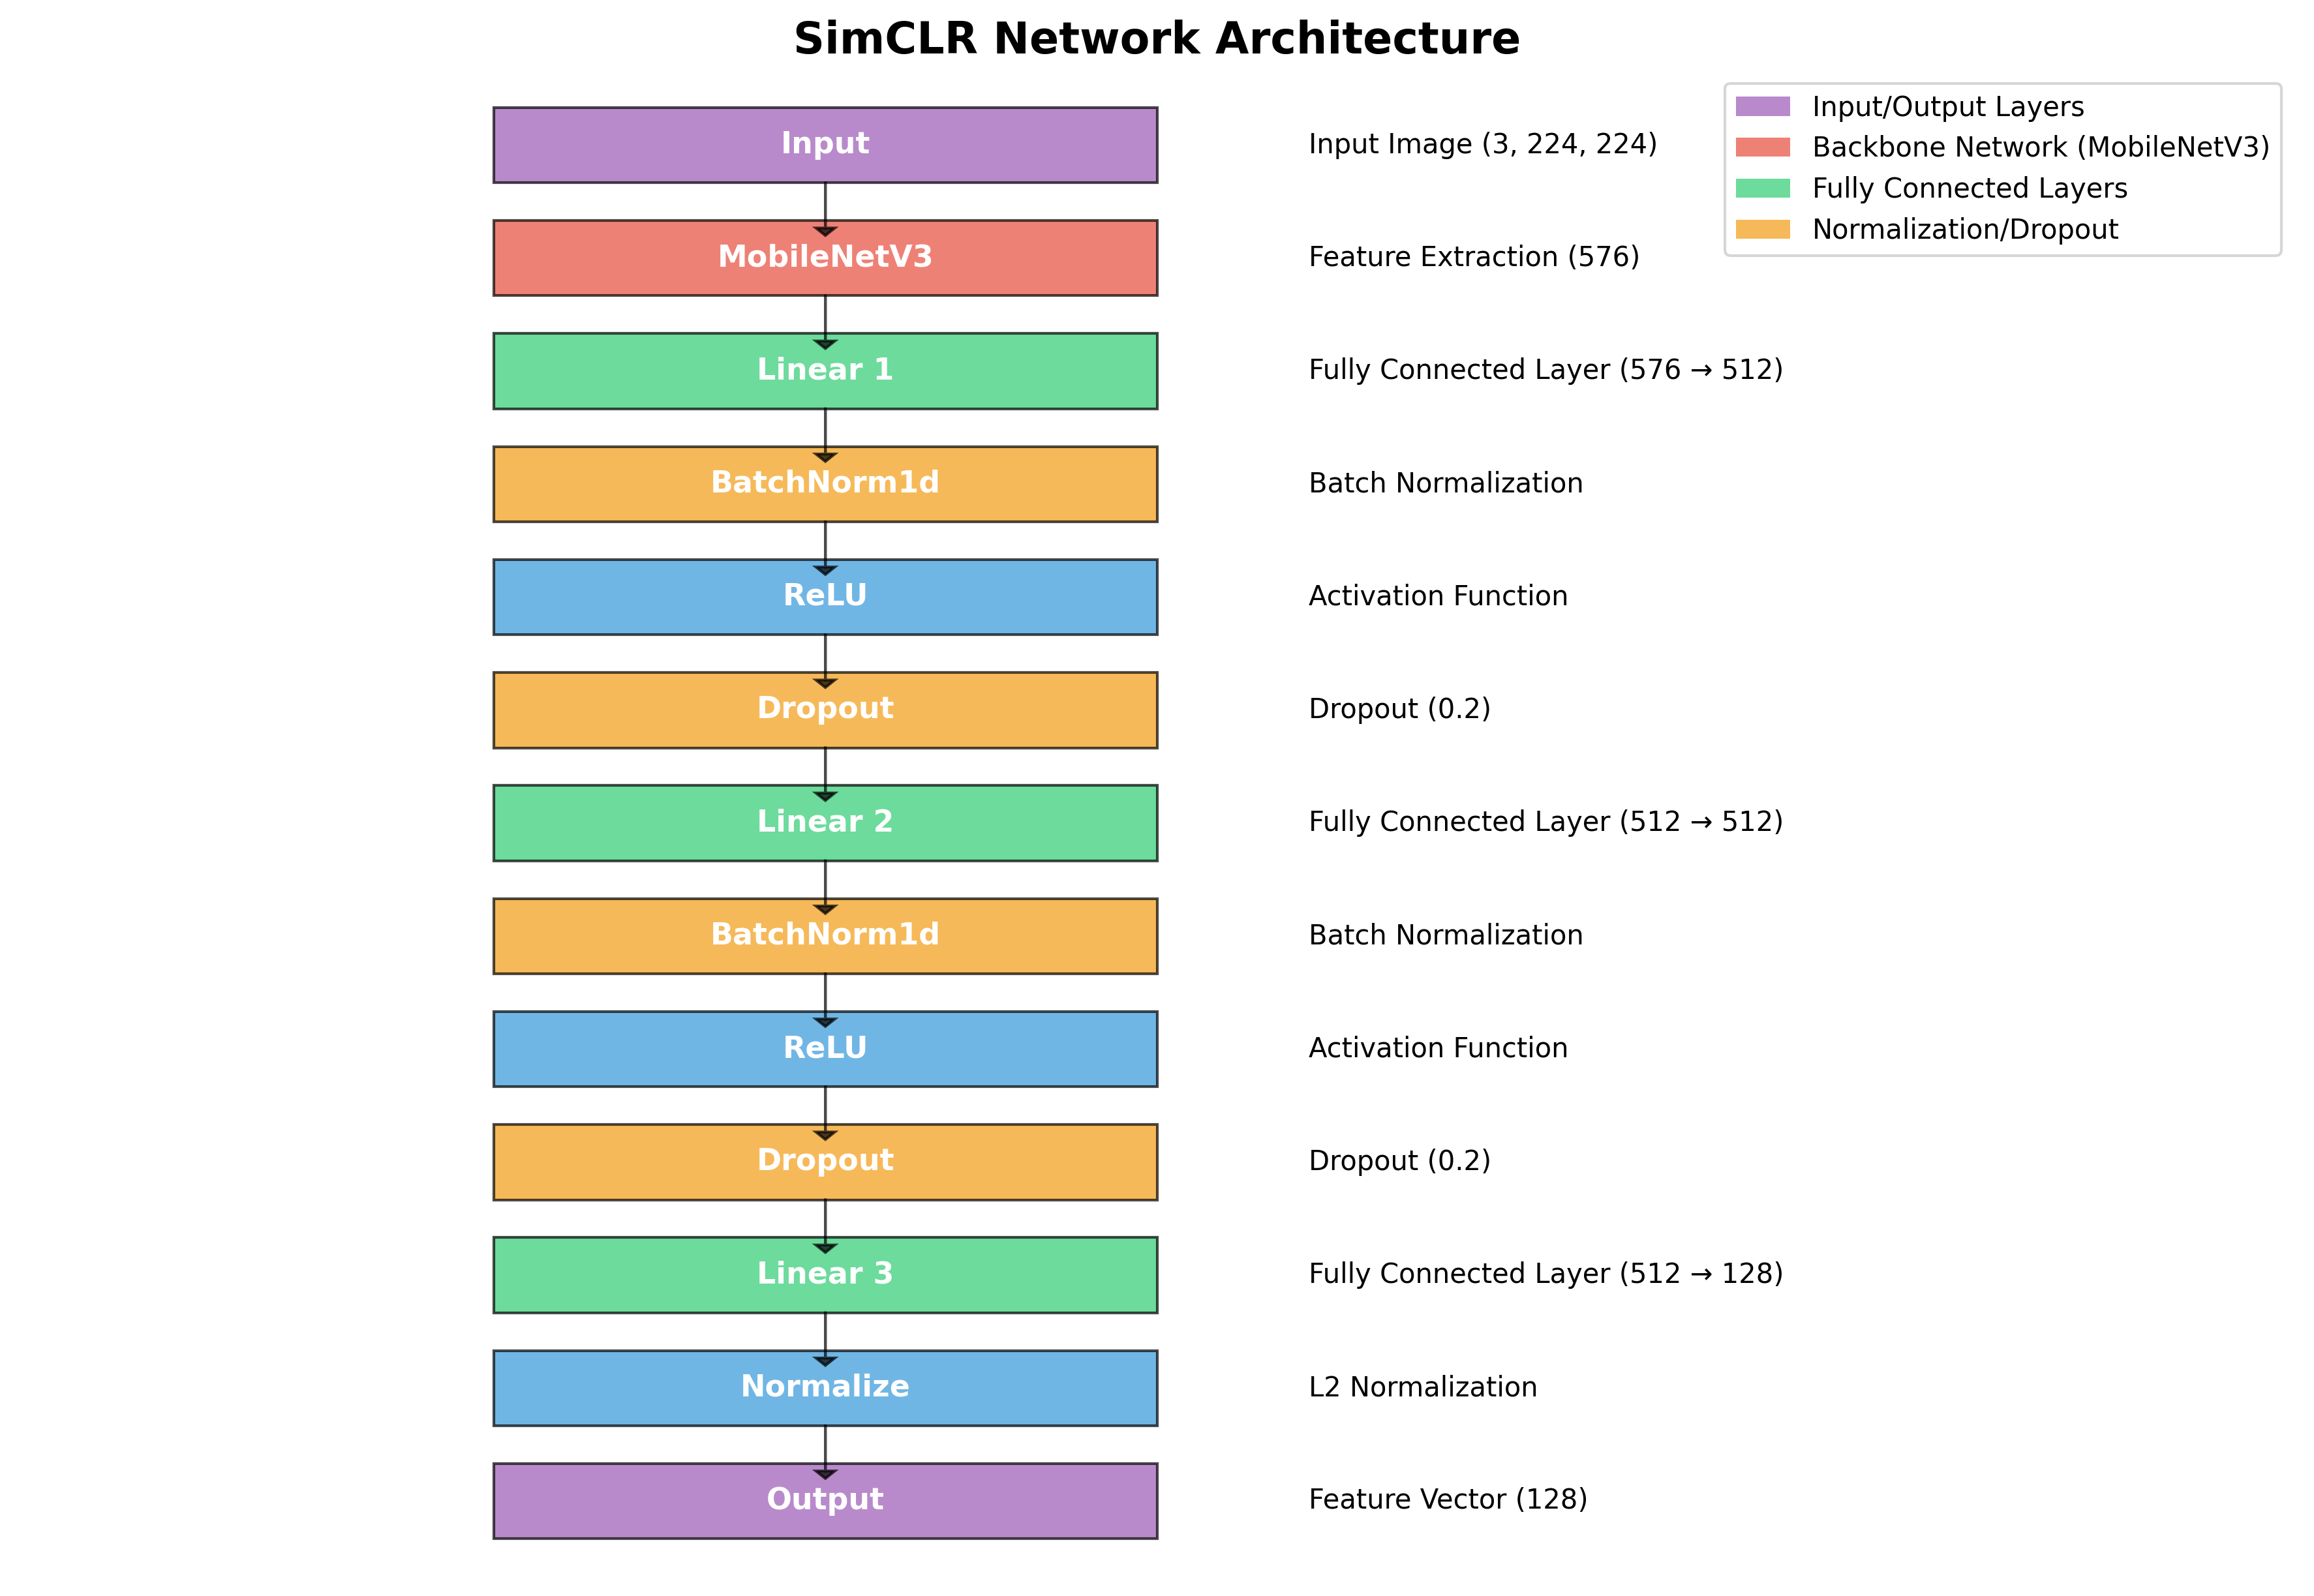 SimCLR Network Architecture
Input
Input Image (3, 224, 224)
Input/Output Layers
Backbone Network (MobileNetV3)
Fully Connected Layers
Normalization/Dropout
MobileNetV3
Feature Extraction (576)
Linear 1
Fully Connected Layer (576 → 512)
BatchNorm1d
Batch Normalization
ReLU
Activation Function
Dropout
Dropout (0.2)
Linear 2
Fully Connected Layer (512 → 512)
BatchNorm1d
Batch Normalization
ReLU
Activation Function
Dropout
Dropout (0.2)
Linear 3
Fully Connected Layer (512 → 128)
Normalize
L2 Normalization
Output
Feature Vector (128)